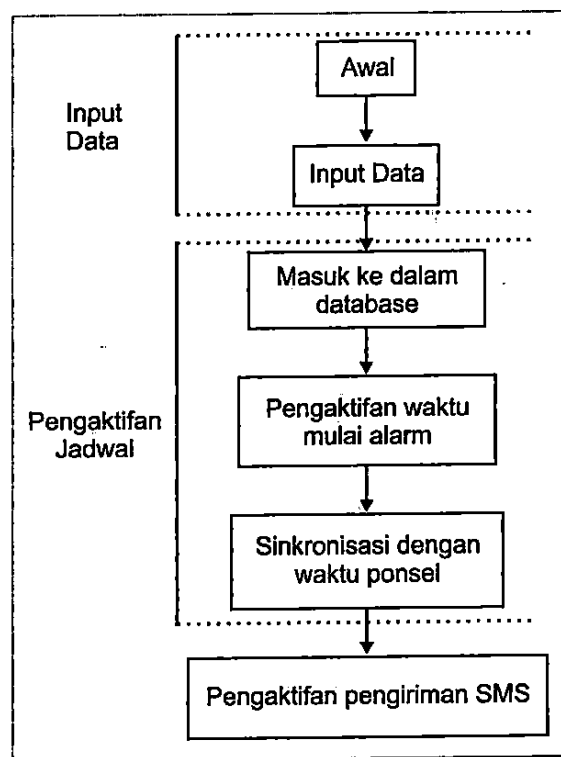 Input
Data
Awal
Input Data
Pengaktifan
Jadwal
Masuk ke dalam
database
Pengaktifan waktu
mulai alarm
Sinkronisasi dengan
waktu ponsel
Pengaktifan pengiriman SMS